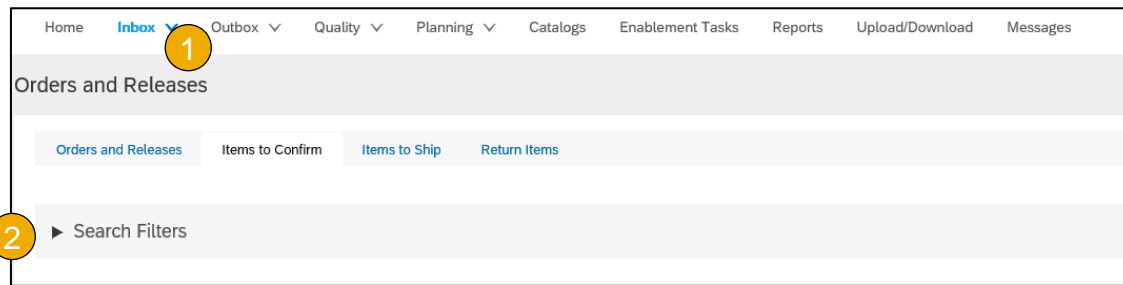 Home Inbox Outbox Quality Planning Catalogs Enablement Tasks Reports Upload/Download Messages
1
Orders and Releases
Orders and Releases Items to Confirm Items to Ship Return Items
2
Search Filters